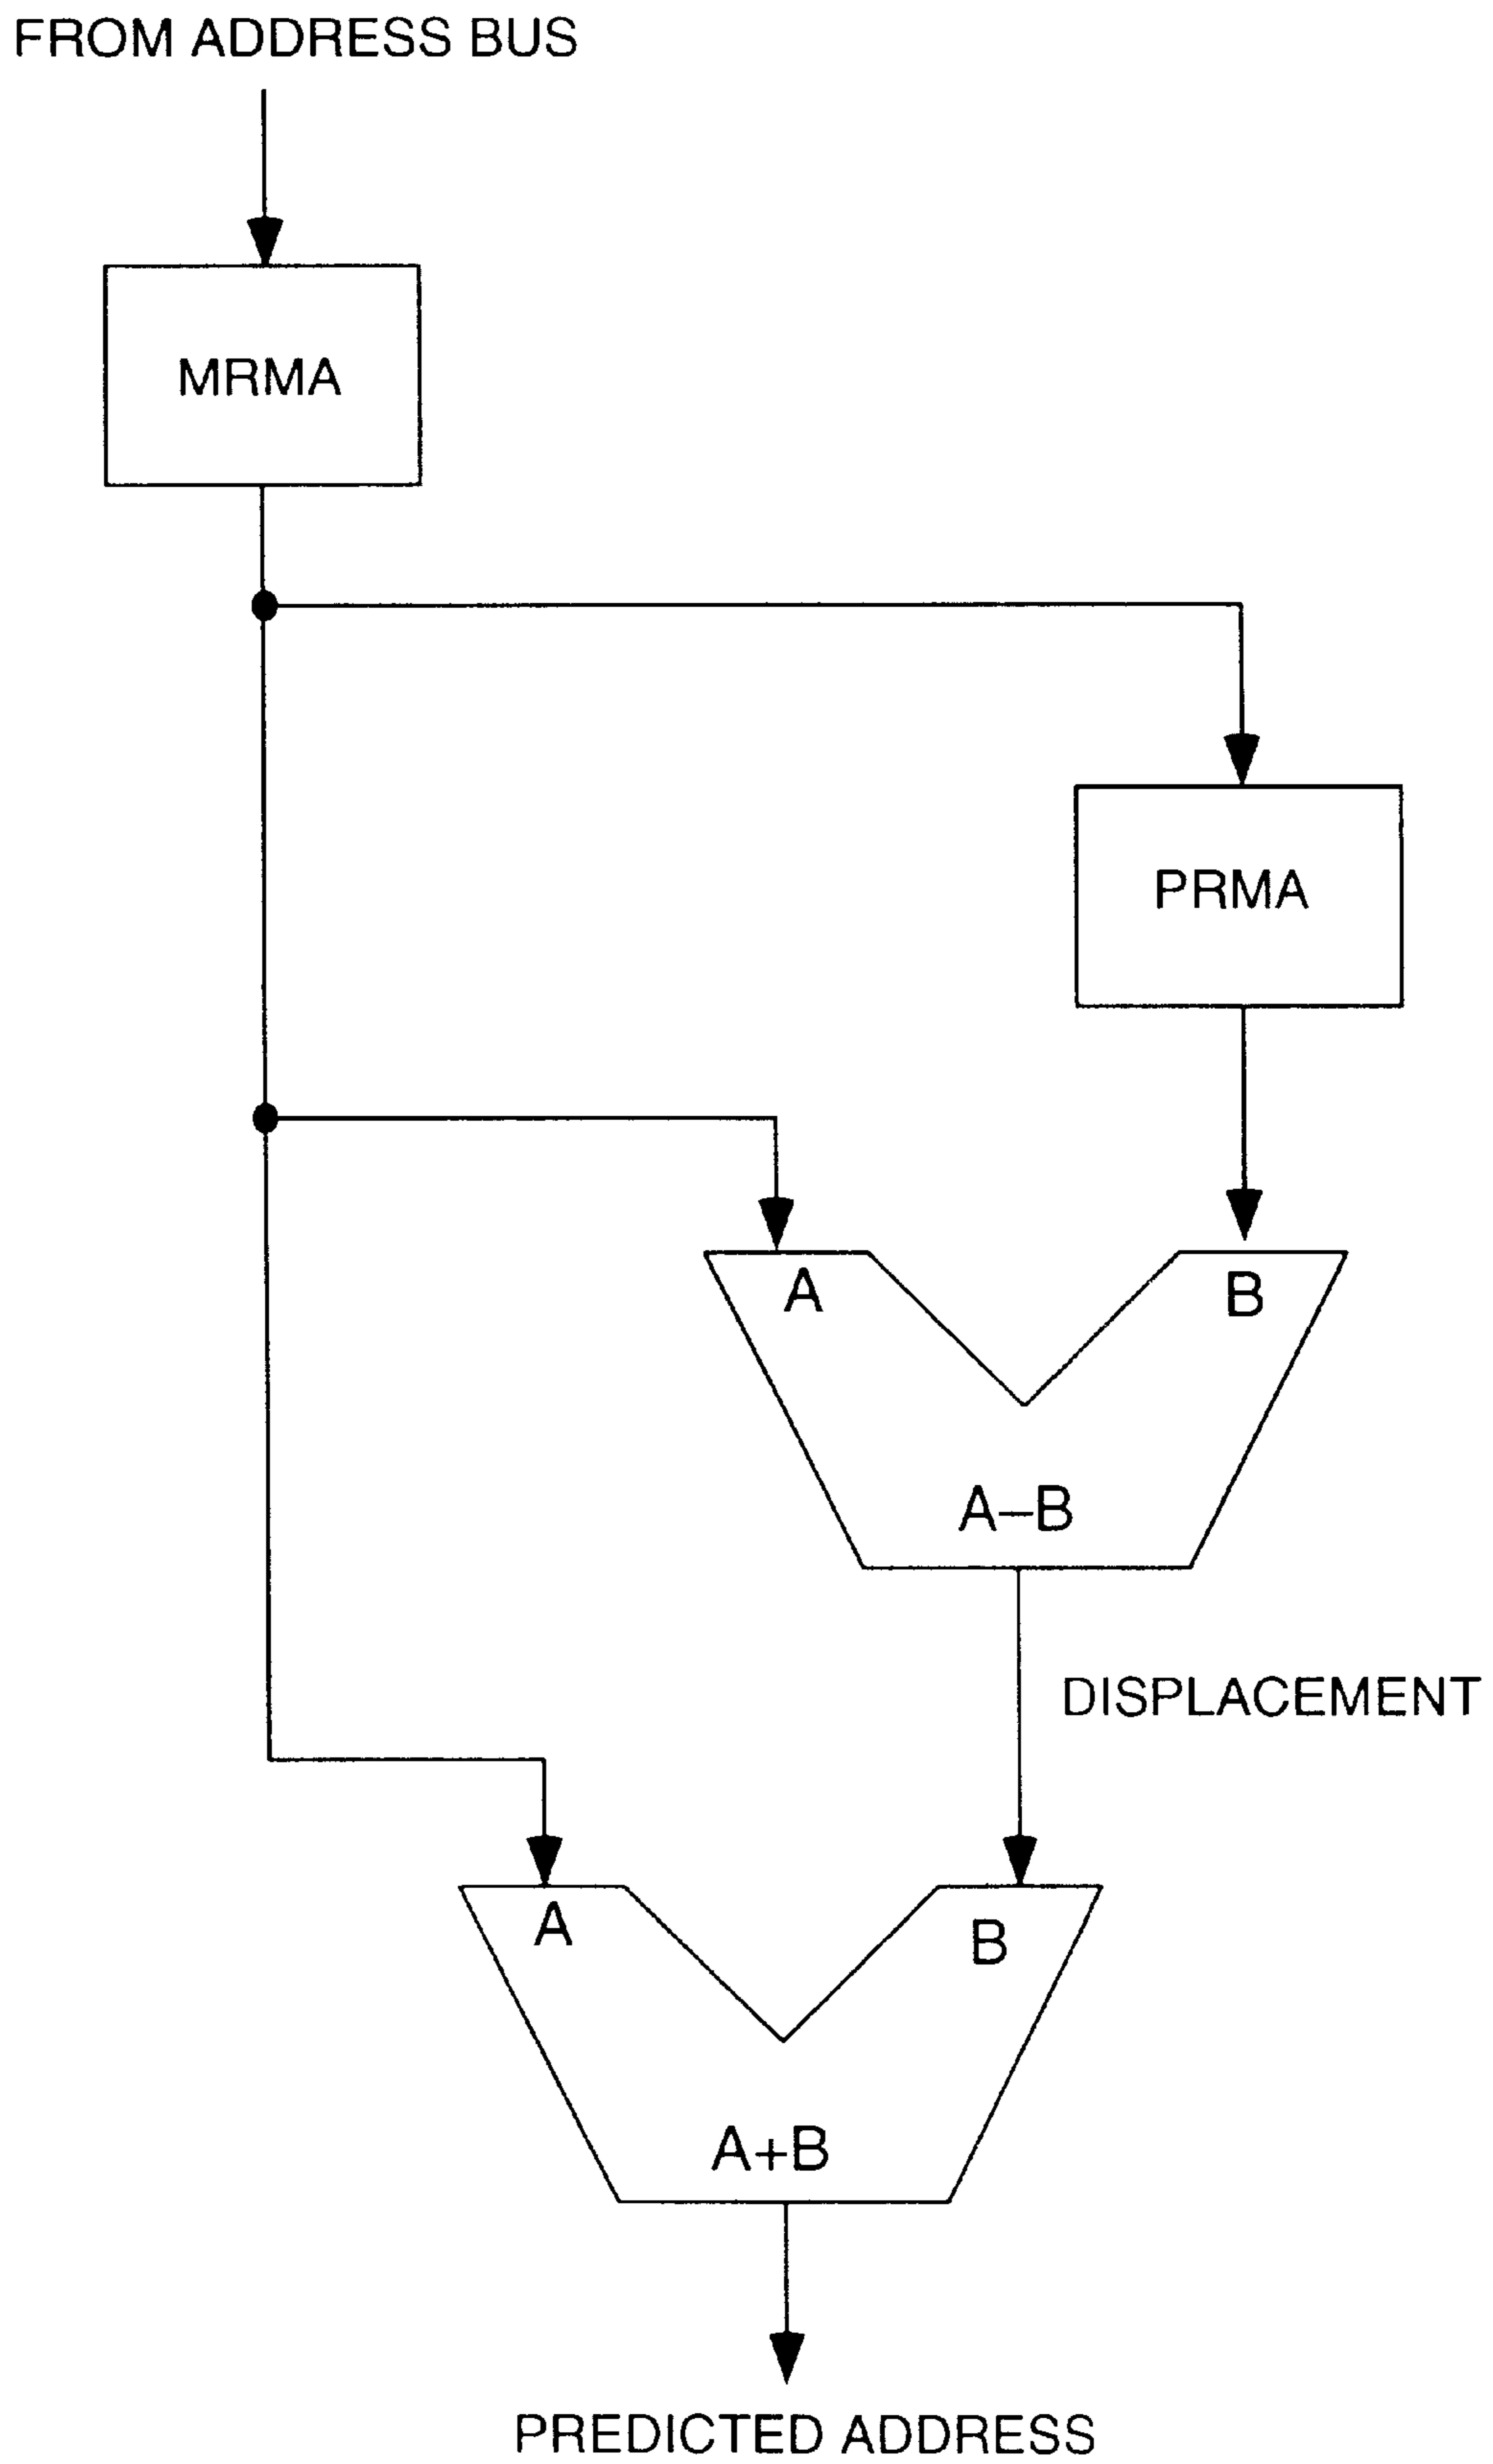 FROM ADDRESS BUS
MRMA
PRMA
A
B
A–B
DISPLACEMENT
A
B
A+B
PREDICTED ADDRESS